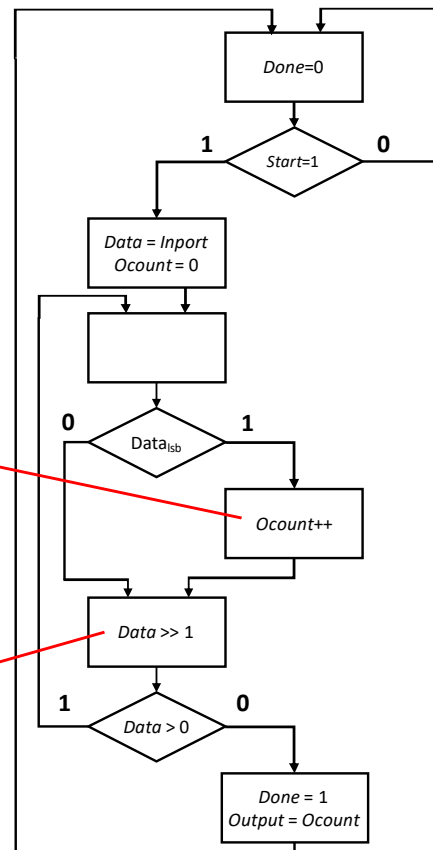 Done=0
1
0
Start=1
Data = Inport
Ocount = 0
0
1
Datalsb
Ocount++
Data >> 1
1
0
Data > 0
Done = 1
Output = Ocount